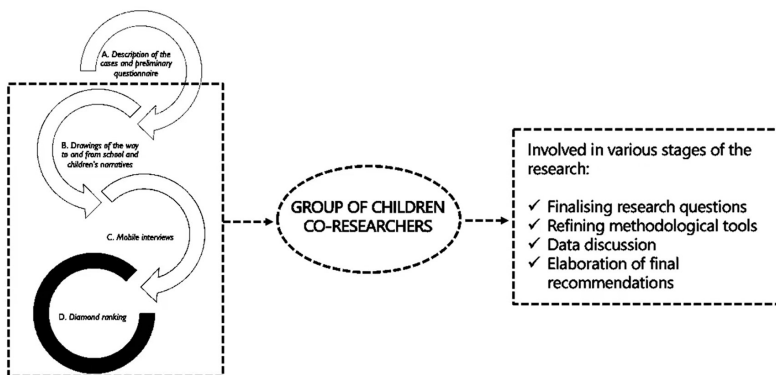 A. Description of the
cases and preliminary
questionnaire
B. Drawings of the way
to and from school and
children's narratives
C. Mobile interviews
D. Diamond ranking
GROUP OF CHILDREN
CO-RESEARCHERS
Involved in various stages of the
research:
✓ Finalising research questions
✓ Refining methodological tools
✓ Data discussion
✓ Elaboration of final
recommendations